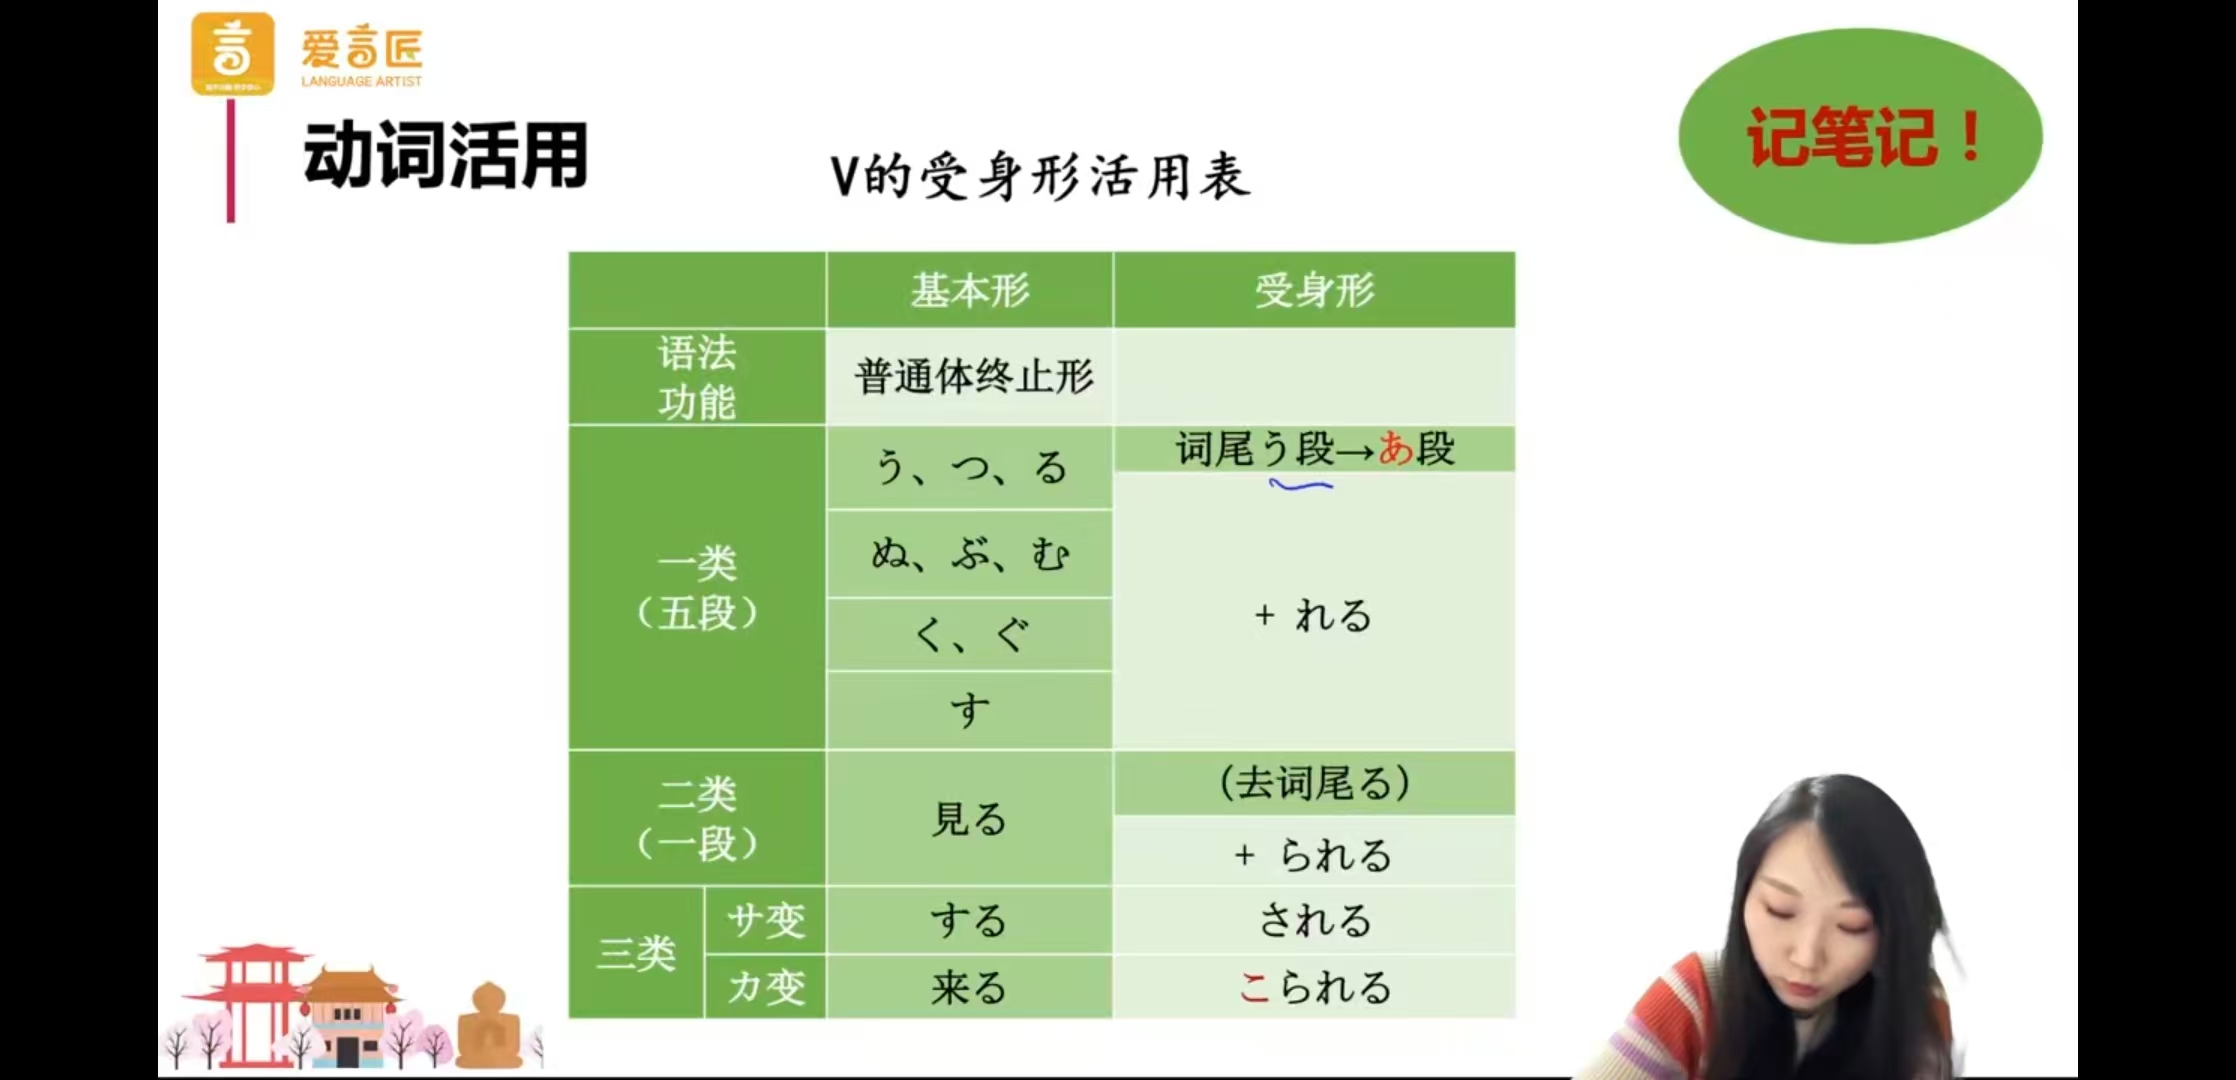 言
爱言匠
LANGUAGE ARTIST
动词活用
V的受身形活用表
记笔记！
基本形
受身形
语法
功能
普通体终止形
一类
（五段）
う、つ、る
词尾う段→あ段
ぬ、ぶ、む
く、ぐ
す
+ れる
二类
（一段）
見る
（去词尾る）
+ られる
三类
サ变
する
される
カ变
来る
こられる